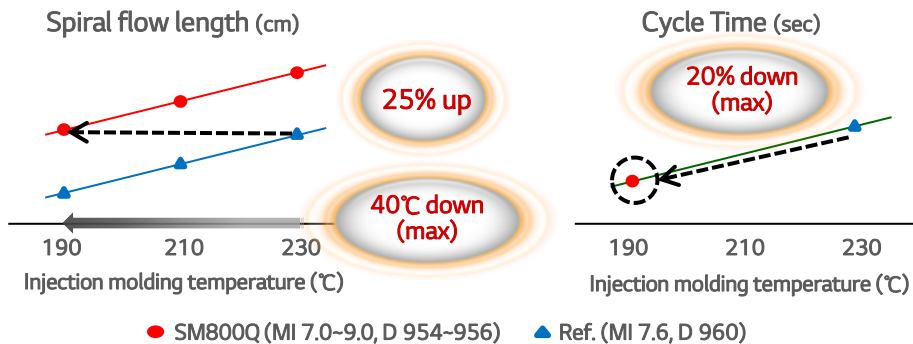 Spiral flow length (cm)
Cycle Time (sec)
25% up
20% down
(max)
40℃ down
(max)
190 210 230
190 210 230
Injection molding temperature (℃)
Injection molding temperature (℃)
SM800Q (MI 7.0~9.0, D 954~956)
Ref. (MI 7.6, D 960)